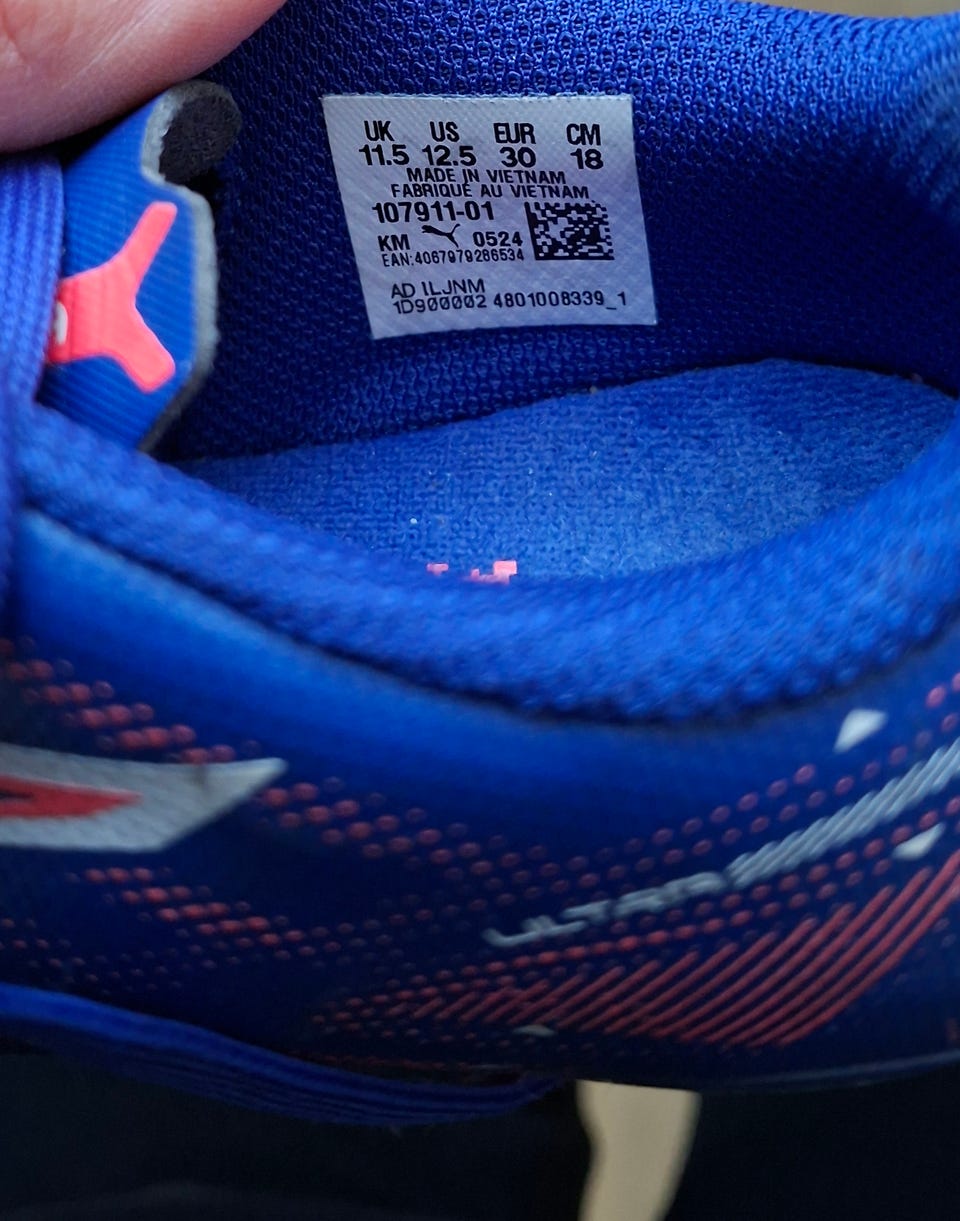 UK US EUR CM
11.5 12.5 30 18
MADE IN VIETNAM
FABRIQUÉ AU VIETNAM
107911-01
KM 0524
EAN:4067979286534
AD ILJNM
1D900002 4801008339_1
ULTRA